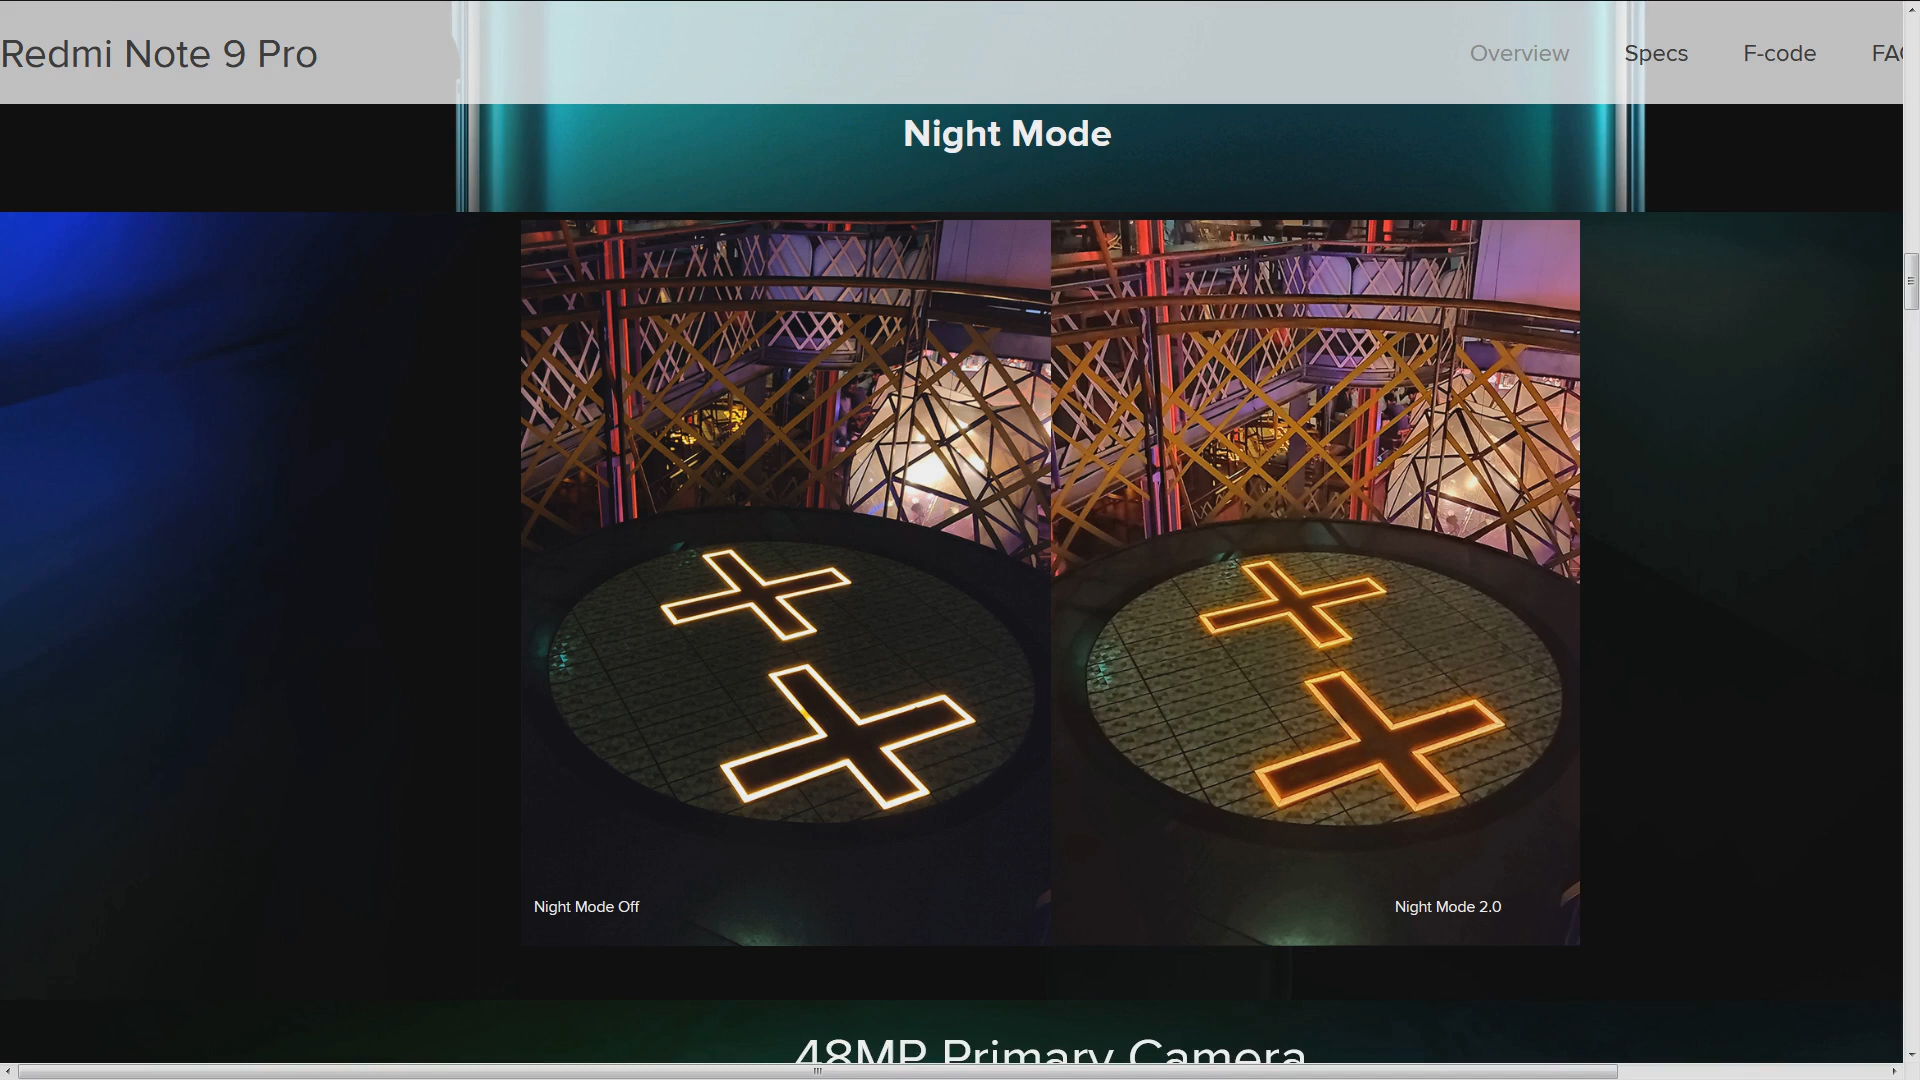 Redmi Note 9 Pro
Overview
Specs
F-code
Night Mode
Night Mode Off
Night Mode 2.0
48MP Primary Camera